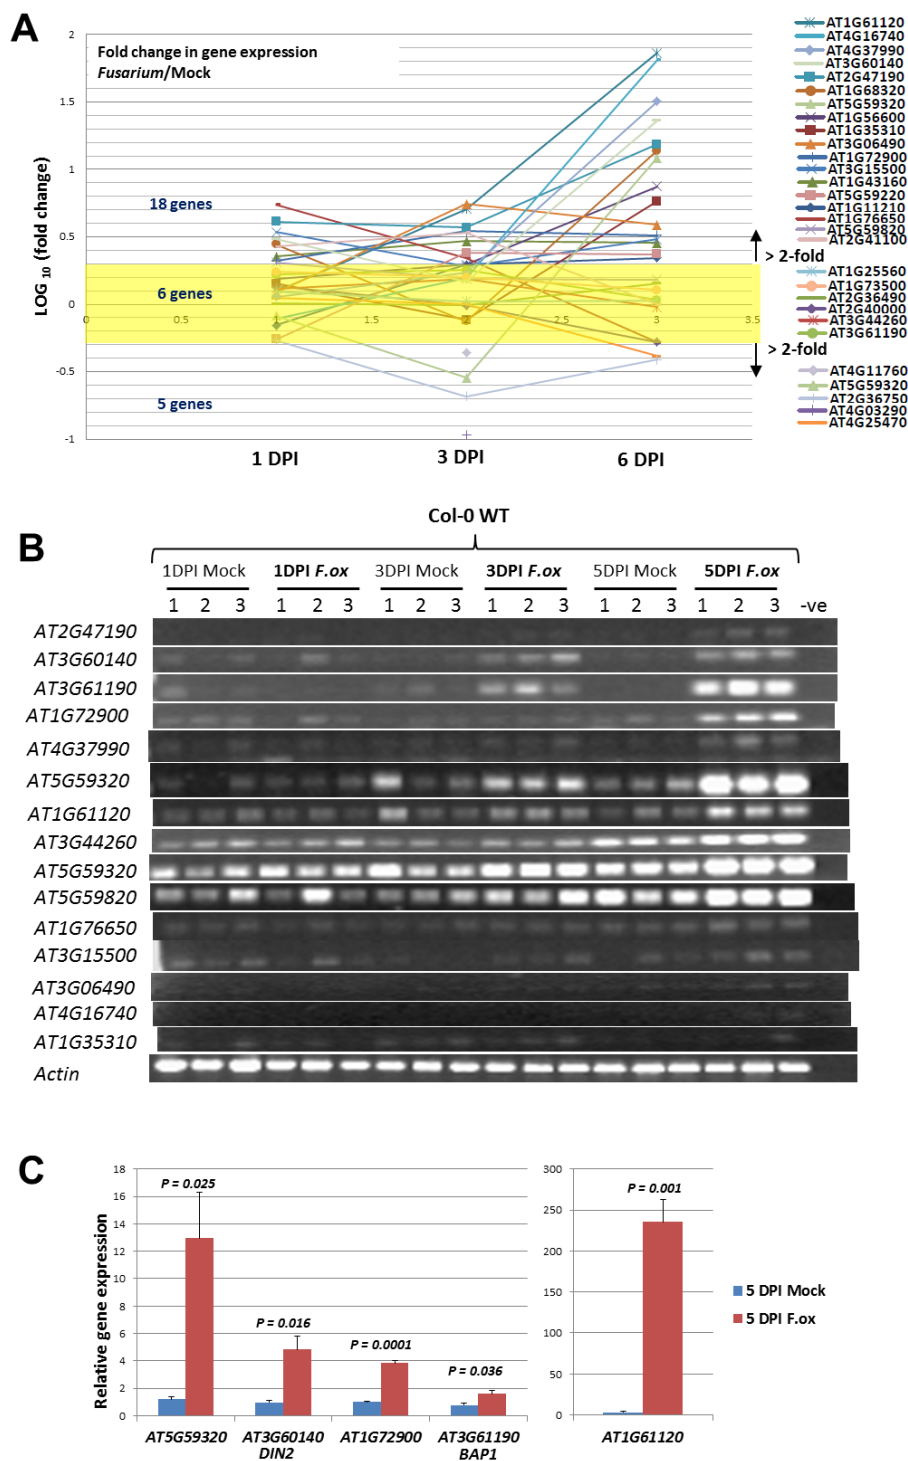 A
Fold change in gene expression
Fusarium/Mock
LOG 10 (fold change)
2
1.5
1
0.5
0
-0.5
-1
18 genes
6 genes
5 genes
0
0.5
1
1.5
2
2.5
3
3.5
1 DPI
3 DPI
6 DPI
> 2-fold
> 2-fold
AT1G61120
AT4G16740
AT4G37990
AT3G60140
AT2G47190
AT1G68320
AT5G59320
AT1G56600
AT1G35310
AT3G06490
AT1G72900
AT3G15500
AT1G43160
AT5G59220
AT1G11210
AT1G76650
AT5G59820
AT2G41100
AT1G25560
AT1G73500
AT2G36490
AT2G40000
AT3G44260
AT3G61190
AT4G11760
AT5G59320
AT2G36750
AT4G03290
AT4G25470
B
Col-0 WT
1DPI Mock 1DPI F.ox 3DPI Mock 3DPI F.ox 5DPI Mock 5DPI F.ox
1 2 3 1 2 3 1 2 3 1 2 3 1 2 3 1 2 3 -ve
AT2G47190
AT3G60140
AT3G61190
AT1G72900
AT4G37990
AT5G59320
AT1G61120
AT3G44260
AT5G59320
AT5G59820
AT1G76650
AT3G15500
AT3G06490
AT4G16740
AT1G35310
Actin
C
Relative gene expression
18
16
14
12
10
8
6
4
2
0
P = 0.025
P = 0.016
P = 0.0001
P = 0.036
AT5G59320 AT3G60140 AT1G72900 AT3G61190
DIN2 BAP1
300
250
200
150
100
50
0
P = 0.001
AT1G61120
5 DPI Mock
5 DPI F.ox